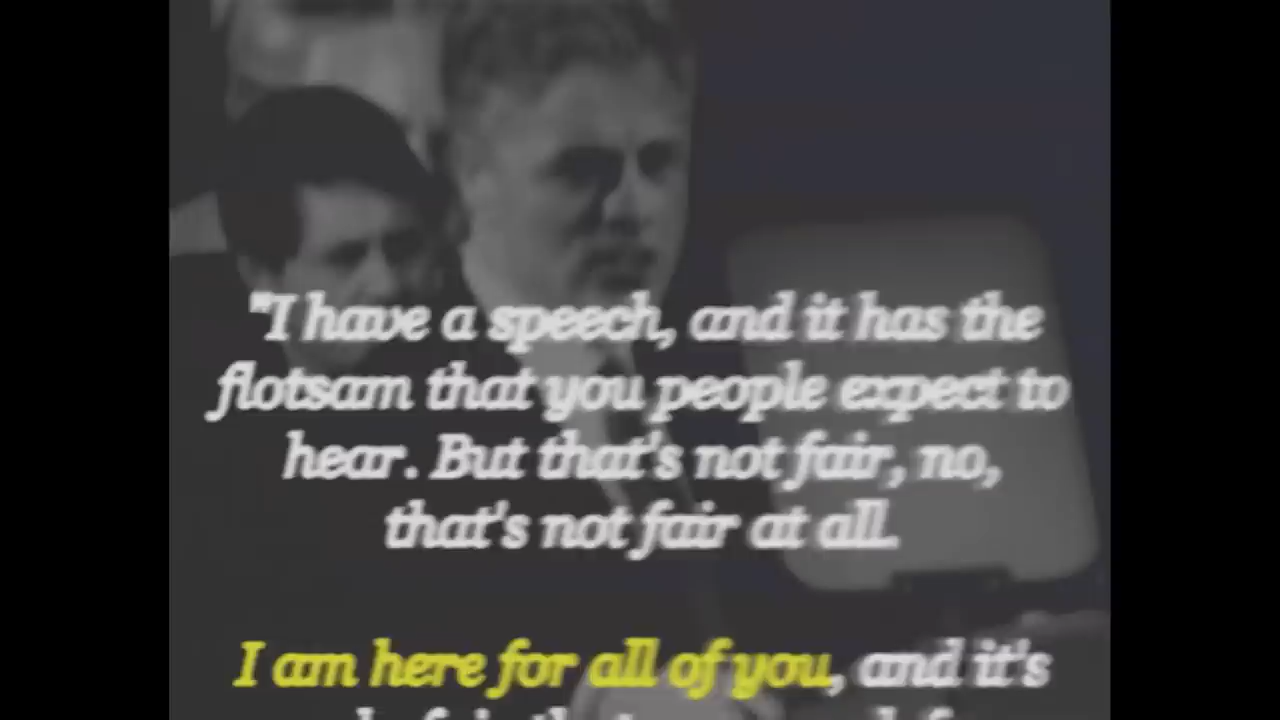 "I have a speech, and it has the
flotsam that you people expect to
hear. But that's not fair, no,
that's not fair at all.
I am here for all of you, and it's